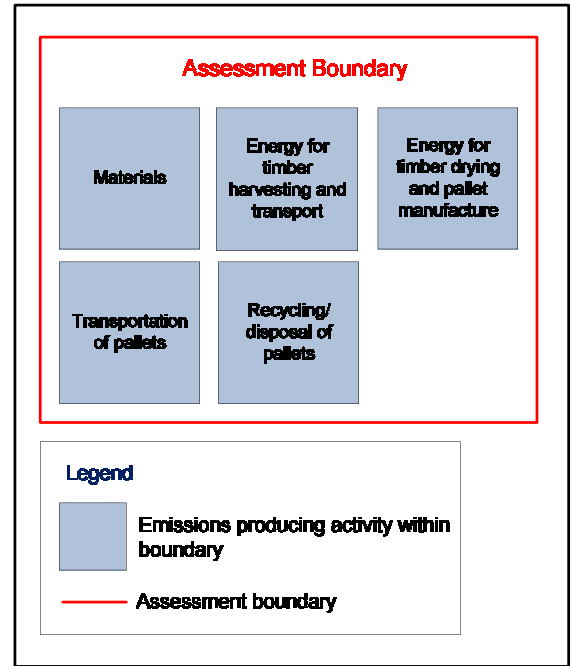 Assessment Boundary
Materials
Energy for
timber
harvesting and
transport
Energy for
timber drying
and pallet
manufacture
Transportation
of pallets
Recycling/
disposal of
pallets
Legend
Emissions producing activity within
boundary
Assessment boundary